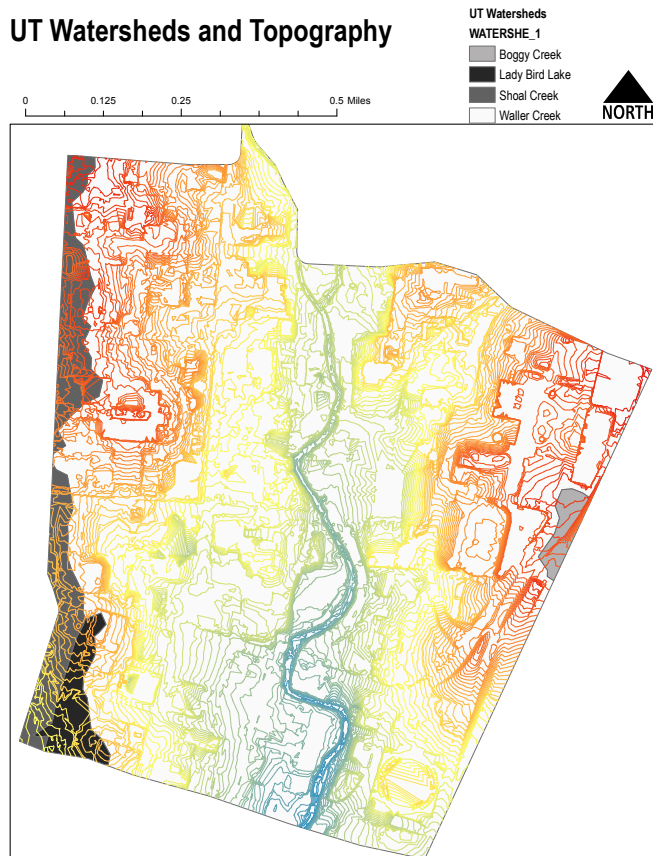 UT Watersheds and Topography
UT Watersheds
WATERSHE_1
Boggy Creek
Lady Bird Lake
Shoal Creek
Waller Creek
NORTH
0 0.125 0.25 0.5 Miles